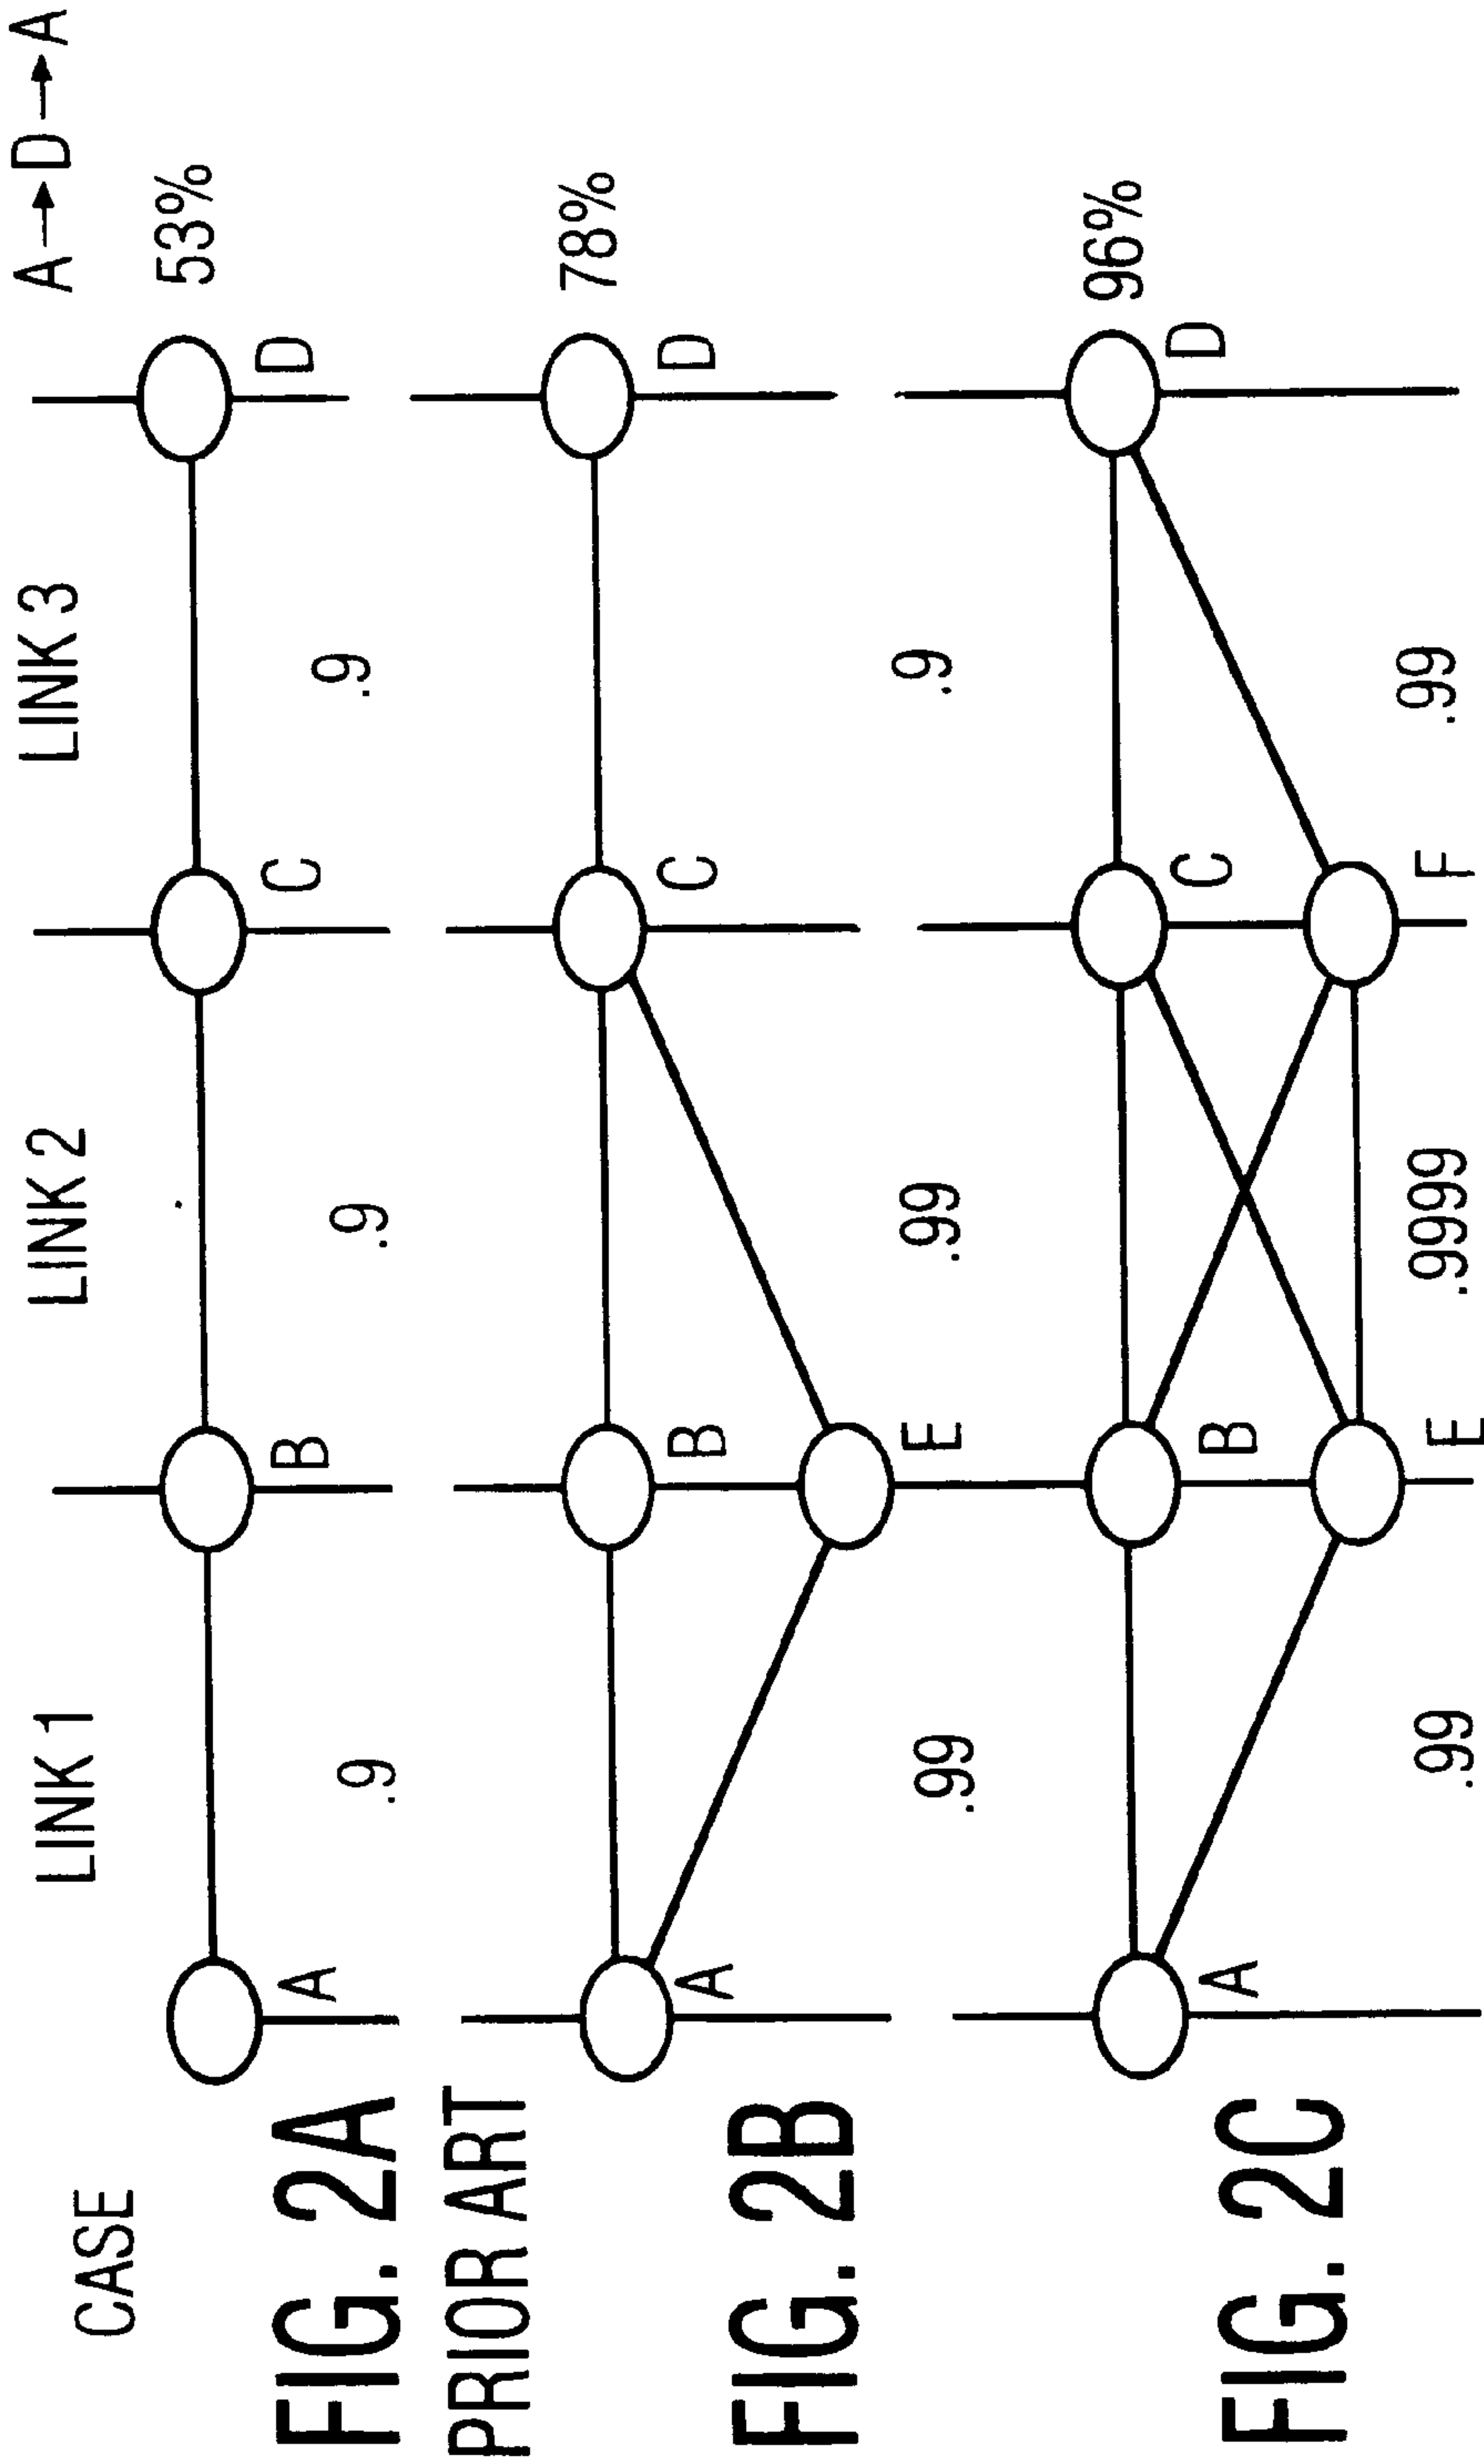 CASE LINK 1 LINK 2 LINK 3 A→D→A
53%
A B C D
.9 .9 .9
FIG. 2A
PRIOR ART
78%
A B C D
E
.99 .99 .9
FIG. 2B
96%
A B C D
E F
.99 .9999 .99
FIG. 2C